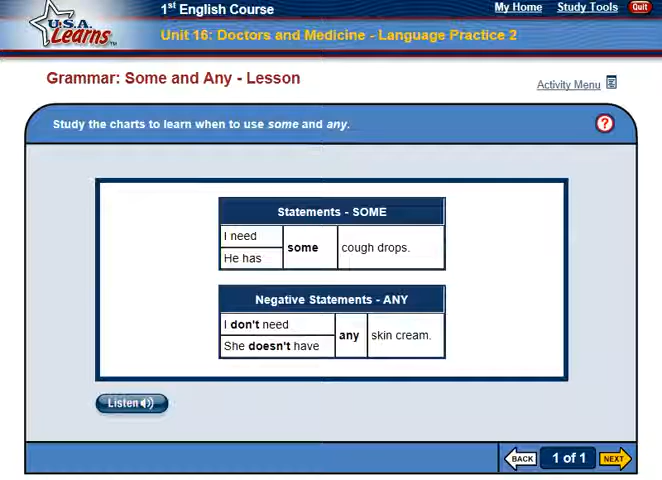 U.S.A. Learns™
1st English Course
My Home
Study Tools
Quit
Unit 16: Doctors and Medicine - Language Practice 2
Grammar: Some and Any - Lesson
Activity Menu
Study the charts to learn when to use some and any.
?
Statements - SOME
I need
He has
some
cough drops.
Negative Statements - ANY
I don't need
She doesn't have
any
skin cream.
Listen
BACK
1 of 1
NEXT